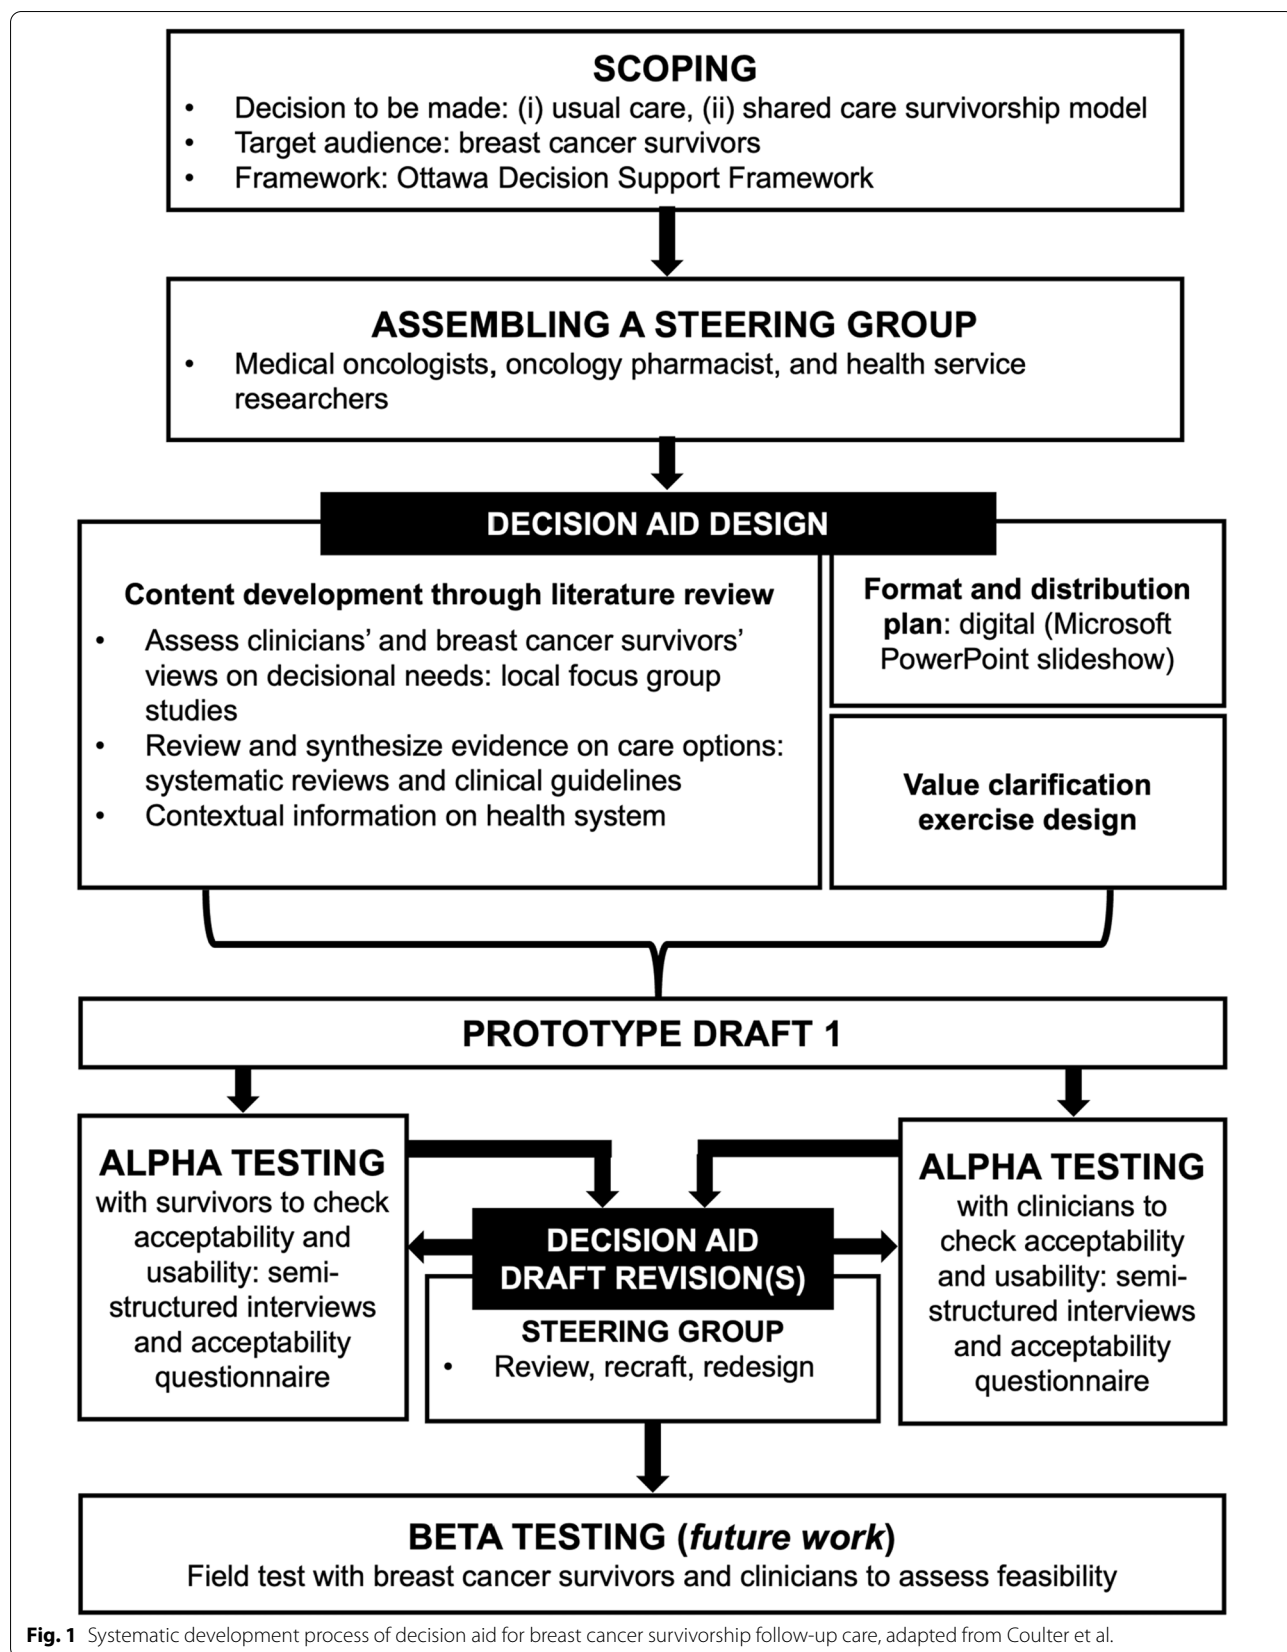 SCOPING
• Decision to be made: (i) usual care, (ii) shared care survivorship model
• Target audience: breast cancer survivors
• Framework: Ottawa Decision Support Framework
ASSEMBLING A STEERING GROUP
• Medical oncologists, oncology pharmacist, and health service
researchers
DECISION AID DESIGN
Content development through literature review
• Assess clinicians’ and breast cancer survivors’
views on decisional needs: local focus group
studies
• Review and synthesize evidence on care options:
systematic reviews and clinical guidelines
• Contextual information on health system
Format and distribution
plan: digital (Microsoft
PowerPoint slideshow)
Value clarification
exercise design
PROTOTYPE DRAFT 1
ALPHA TESTING
with survivors to check
acceptability and
usability: semi-
structured interviews
and acceptability
questionnaire
DECISION AID
DRAFT REVISION(S)
STEERING GROUP
• Review, recraft, redesign
ALPHA TESTING
with clinicians to
check acceptability
and usability: semi-
structured interviews
and acceptability
questionnaire
BETA TESTING (future work)
Field test with breast cancer survivors and clinicians to assess feasibility
Fig. 1 Systematic development process of decision aid for breast cancer survivorship follow-up care, adapted from Coulter et al.